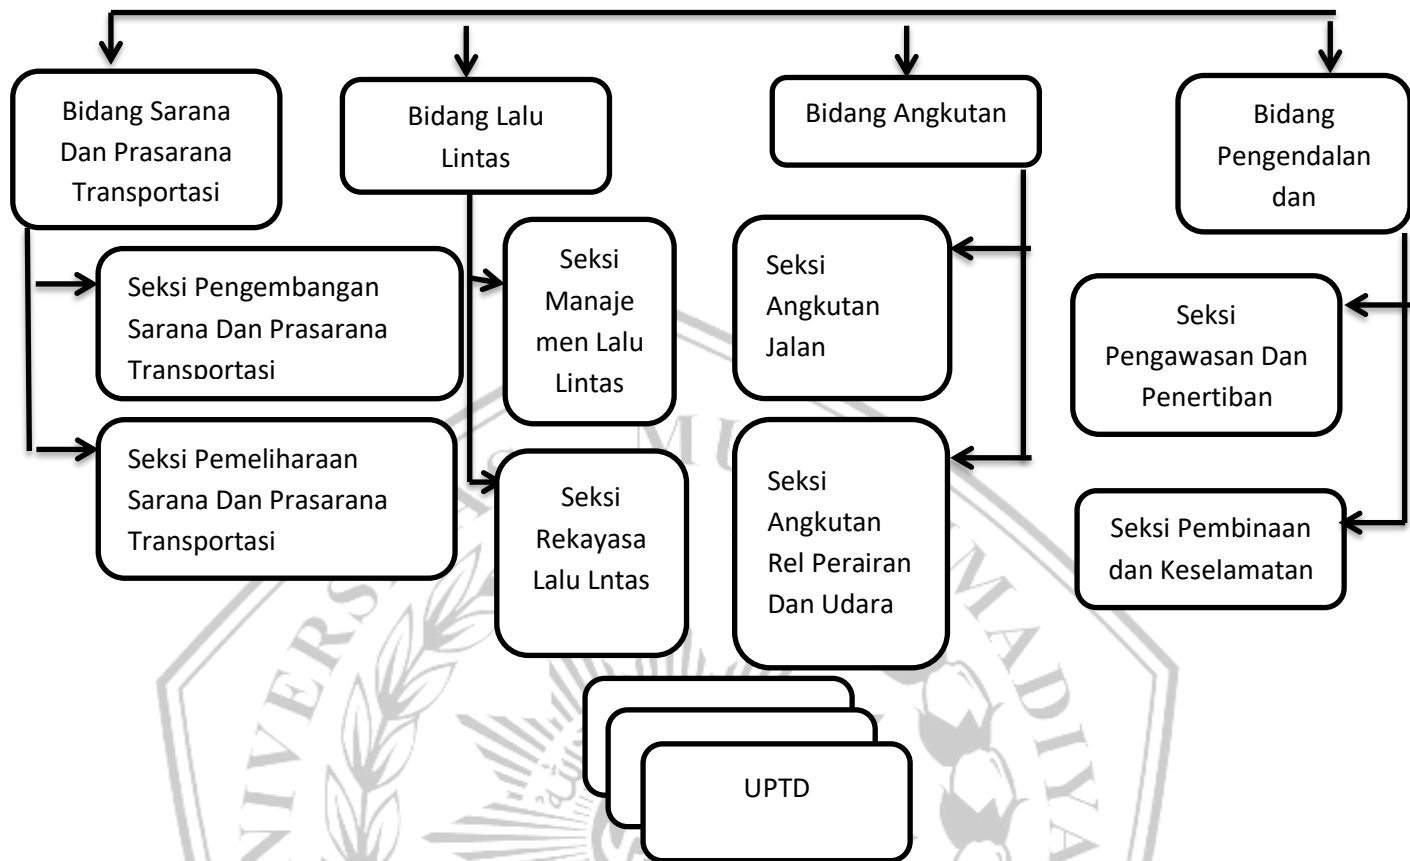 Bidang Sarana
Dan Prasarana
Transportasi
Bidang Lalu
Lintas
Bidang Angkutan
Bidang
Pengendalan
dan
Seksi Pengembangan
Sarana Dan Prasarana
Transportasi
Seksi Pemeliharaan
Sarana Dan Prasarana
Transportasi
Seksi
Manaje
men Lalu
Lintas
Seksi
Rekayasa
Lalu Lntas
Seksi
Angkutan
Jalan
Seksi
Angkutan
Rel Perairan
Dan Udara
Seksi
Pengawasan Dan
Penertiban
Seksi Pembinaan
dan Keselamatan
UPTD